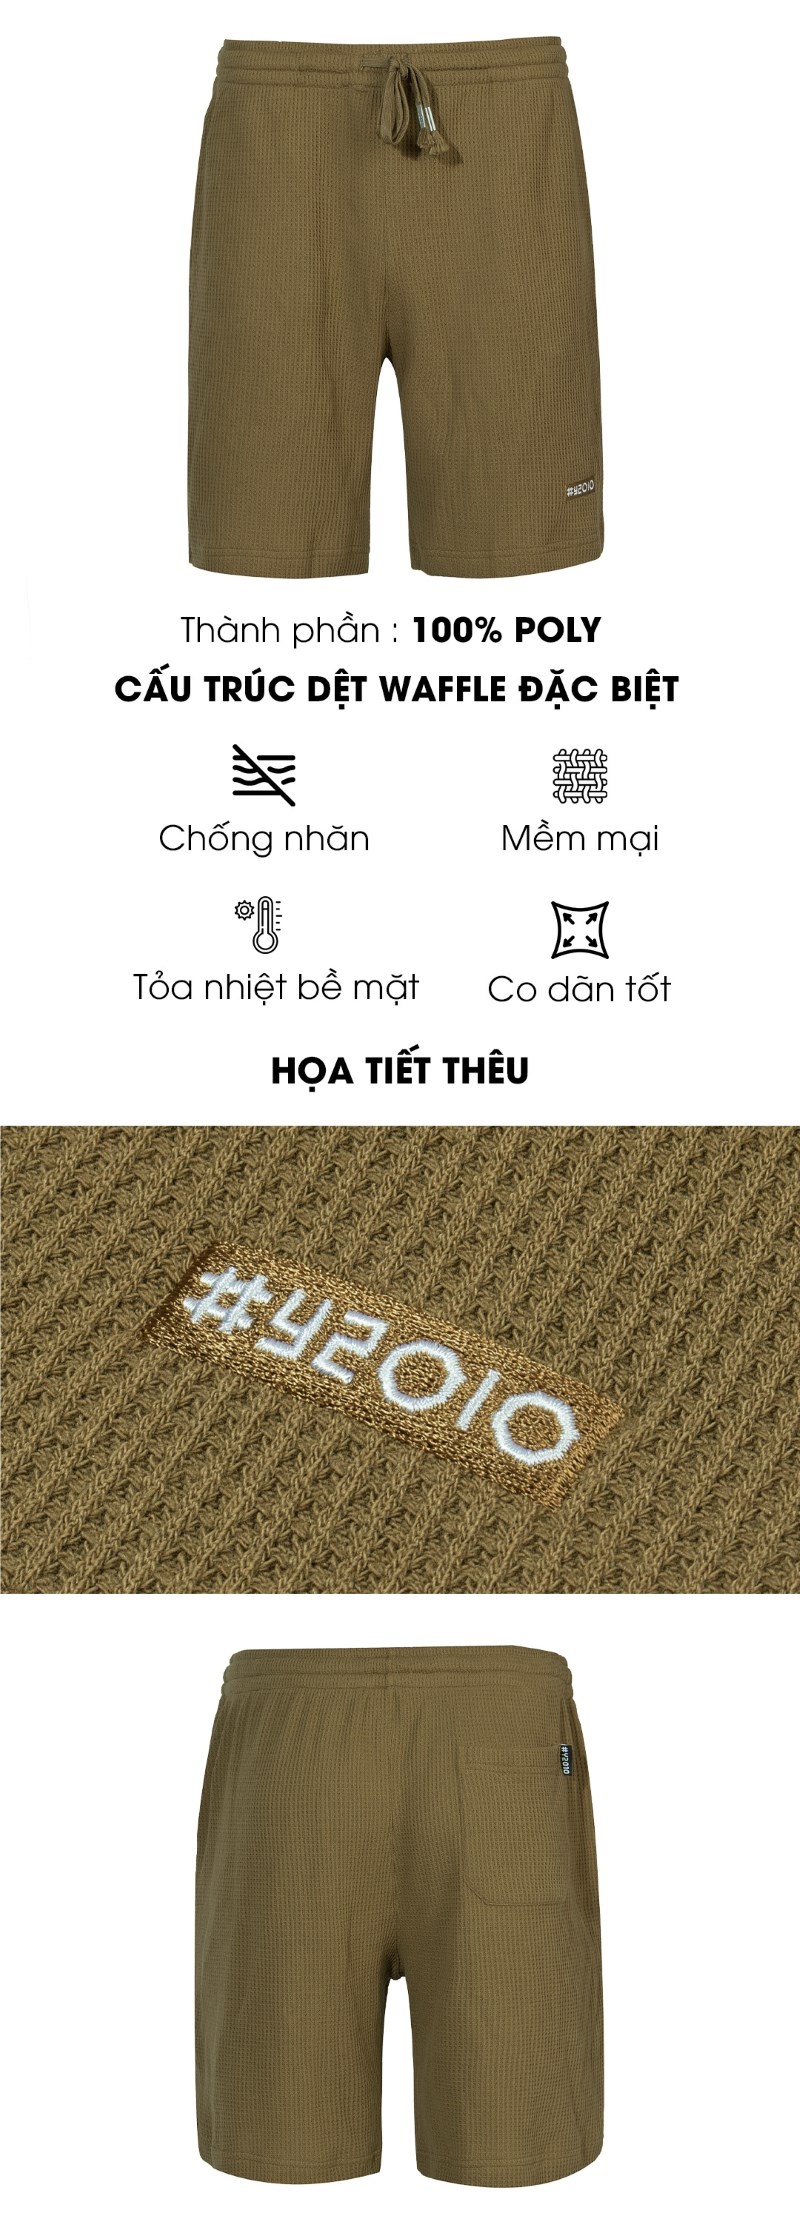 #Y2010
Thành phần : 100% POLY
CẤU TRÚC DỆT WAFFLE ĐẶC BIỆT
Chống nhăn
Mềm mại
Tỏa nhiệt bề mặt
Co dãn tốt
HỌA TIẾT THÊU
#Y2010
#Y2010